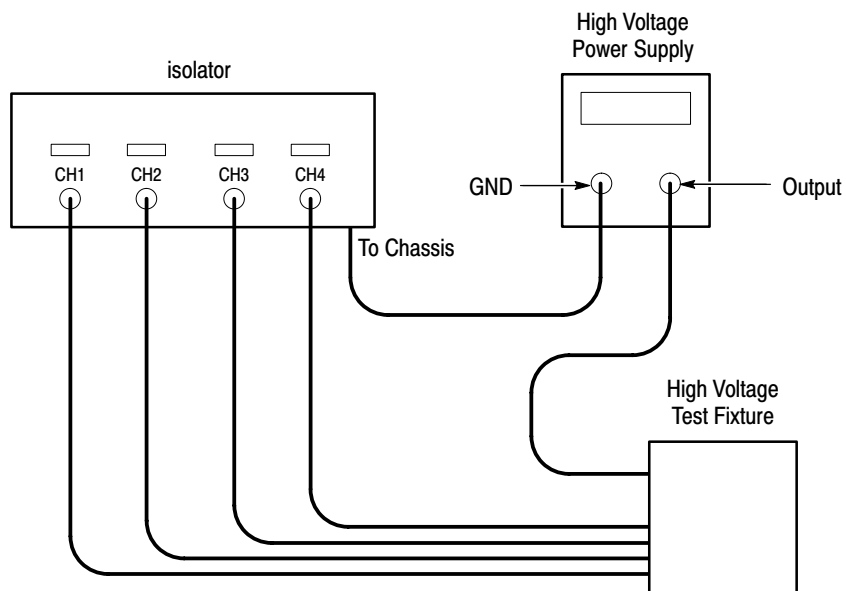 High Voltage
Power Supply
isolator
CH1
CH2
CH3
CH4
GND
Output
To Chassis
High Voltage
Test Fixture